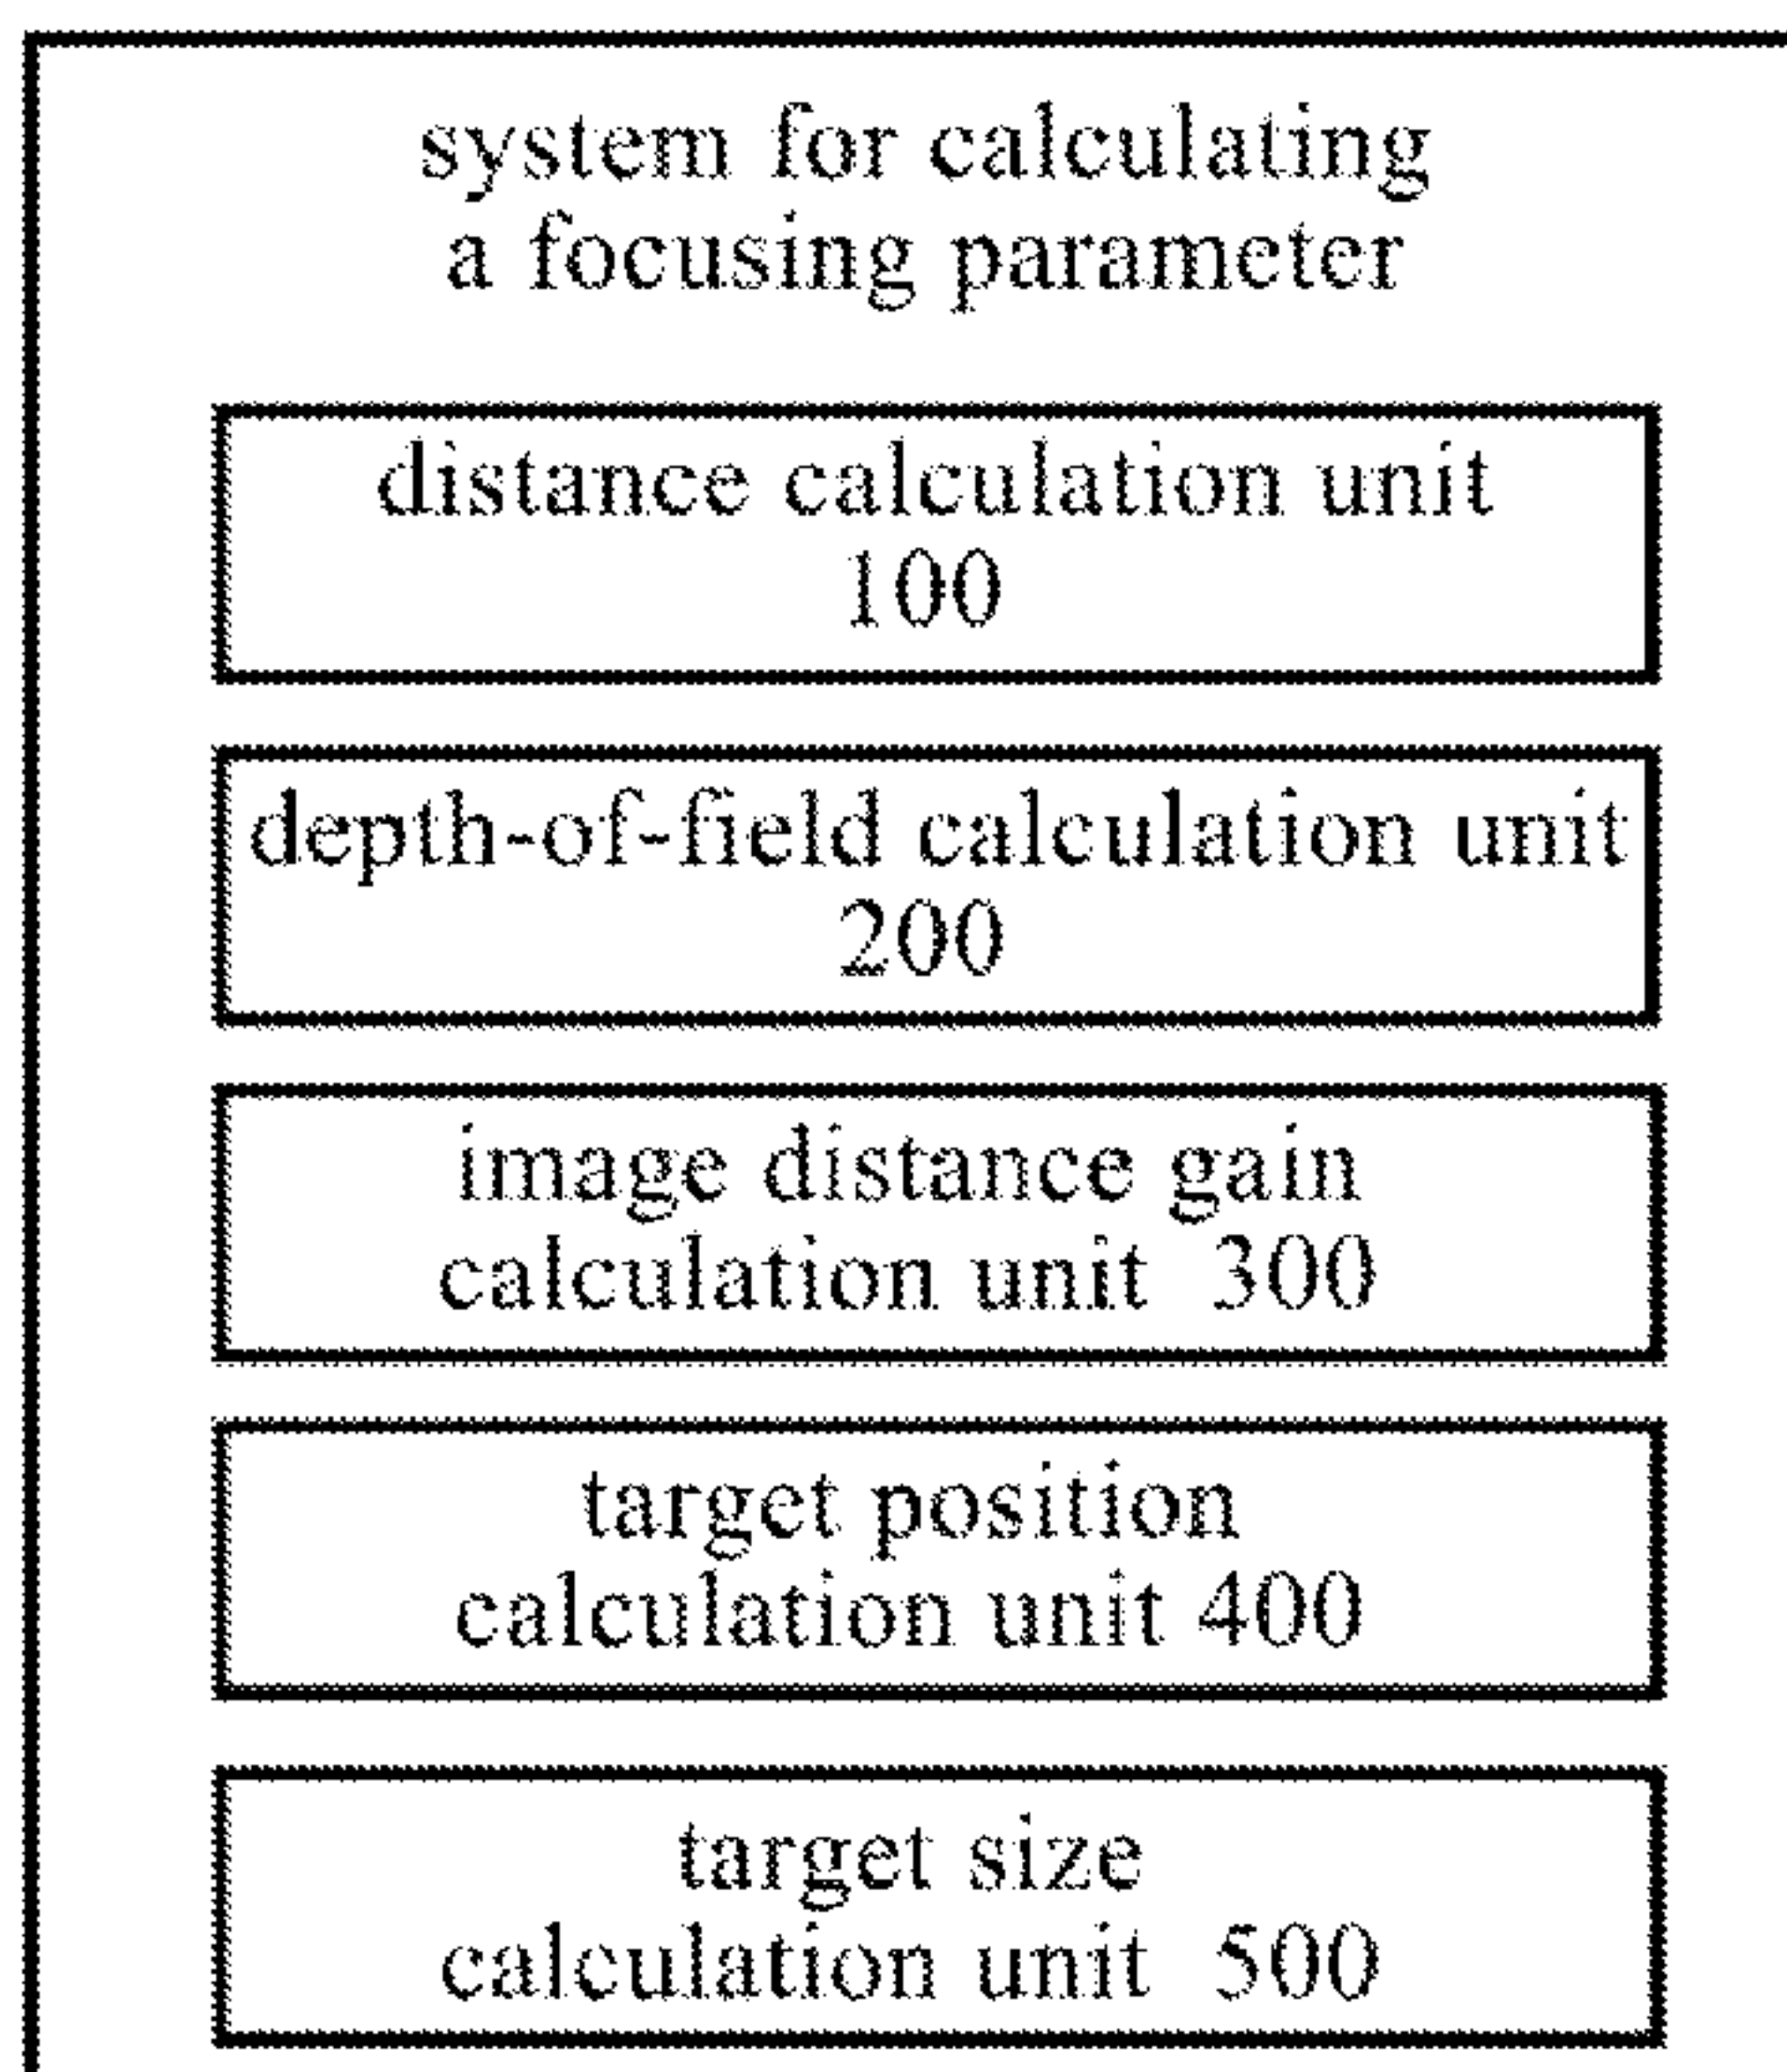 system for calculating
a focusing parameter
distance calculation unit
100
depth-of-field calculation unit
200
image distance gain
calculation unit 300
target position
calculation unit 400
target size
calculation unit 500